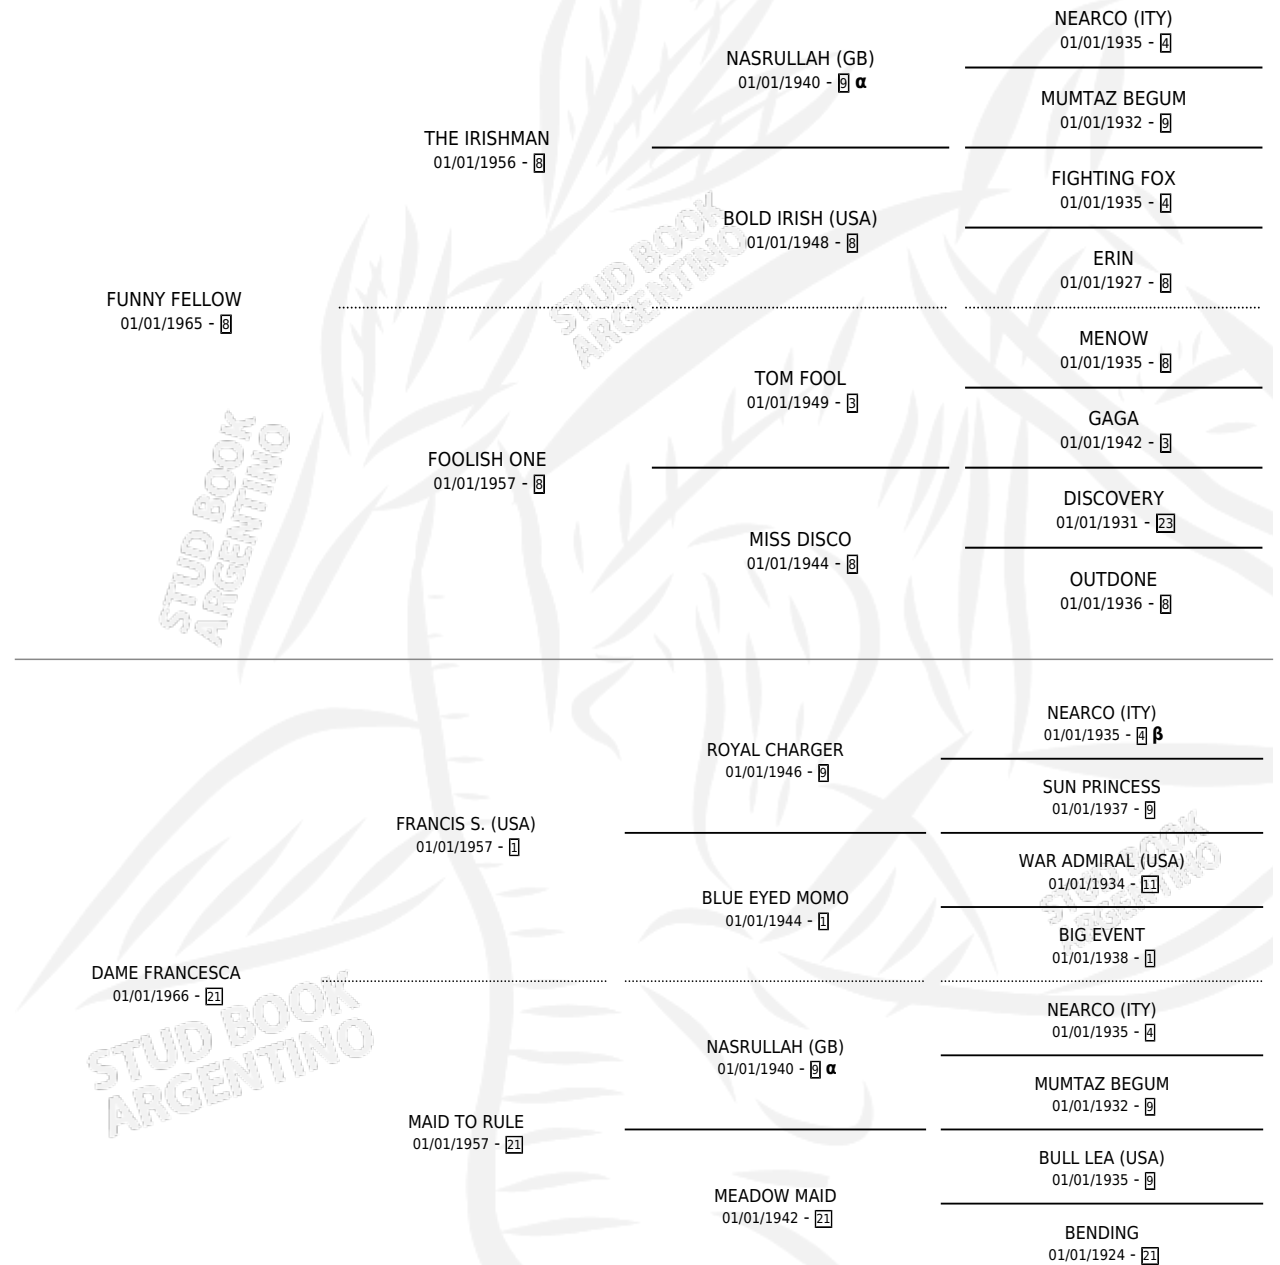 NEARCO (ITY)
01/01/1935 - 4
NASRULLAH (GB)
01/01/1940 - 9 α
MUMTAZ BEGUM
01/01/1932 - 9
THE IRISHMAN
01/01/1956 - 8
FIGHTING FOX
01/01/1935 - 4
BOLD IRISH (USA)
01/01/1948 - 8
ERIN
01/01/1927 - 8
FUNNY FELLOW
01/01/1965 - 8
MENOW
01/01/1935 - 8
TOM FOOL
01/01/1949 - 3
GAGA
01/01/1942 - 3
FOOLISH ONE
01/01/1957 - 8
DISCOVERY
01/01/1931 - 23
MISS DISCO
01/01/1944 - 8
OUTDONE
01/01/1936 - 8
NEARCO (ITY)
01/01/1935 - 4 β
ROYAL CHARGER
01/01/1946 - 9
SUN PRINCESS
01/01/1937 - 9
FRANCIS S. (USA)
01/01/1957 - 1
WAR ADMIRAL (USA)
01/01/1934 - 11
BLUE EYED MOMO
01/01/1944 - 1
BIG EVENT
01/01/1938 - 1
DAME FRANCESCA
01/01/1966 - 21
NEARCO (ITY)
01/01/1935 - 4
NASRULLAH (GB)
01/01/1940 - 9 α
MUMTAZ BEGUM
01/01/1932 - 9
MAID TO RULE
01/01/1957 - 21
BULL LEA (USA)
01/01/1935 - 9
MEADOW MAID
01/01/1942 - 21
BENDING
01/01/1924 - 21
STUD BOOK
ARGENTINO
STUD BOOK
ARGENTINO
STUD BOOK
ARGENTINO
STUD BOOK
ARGENTINO